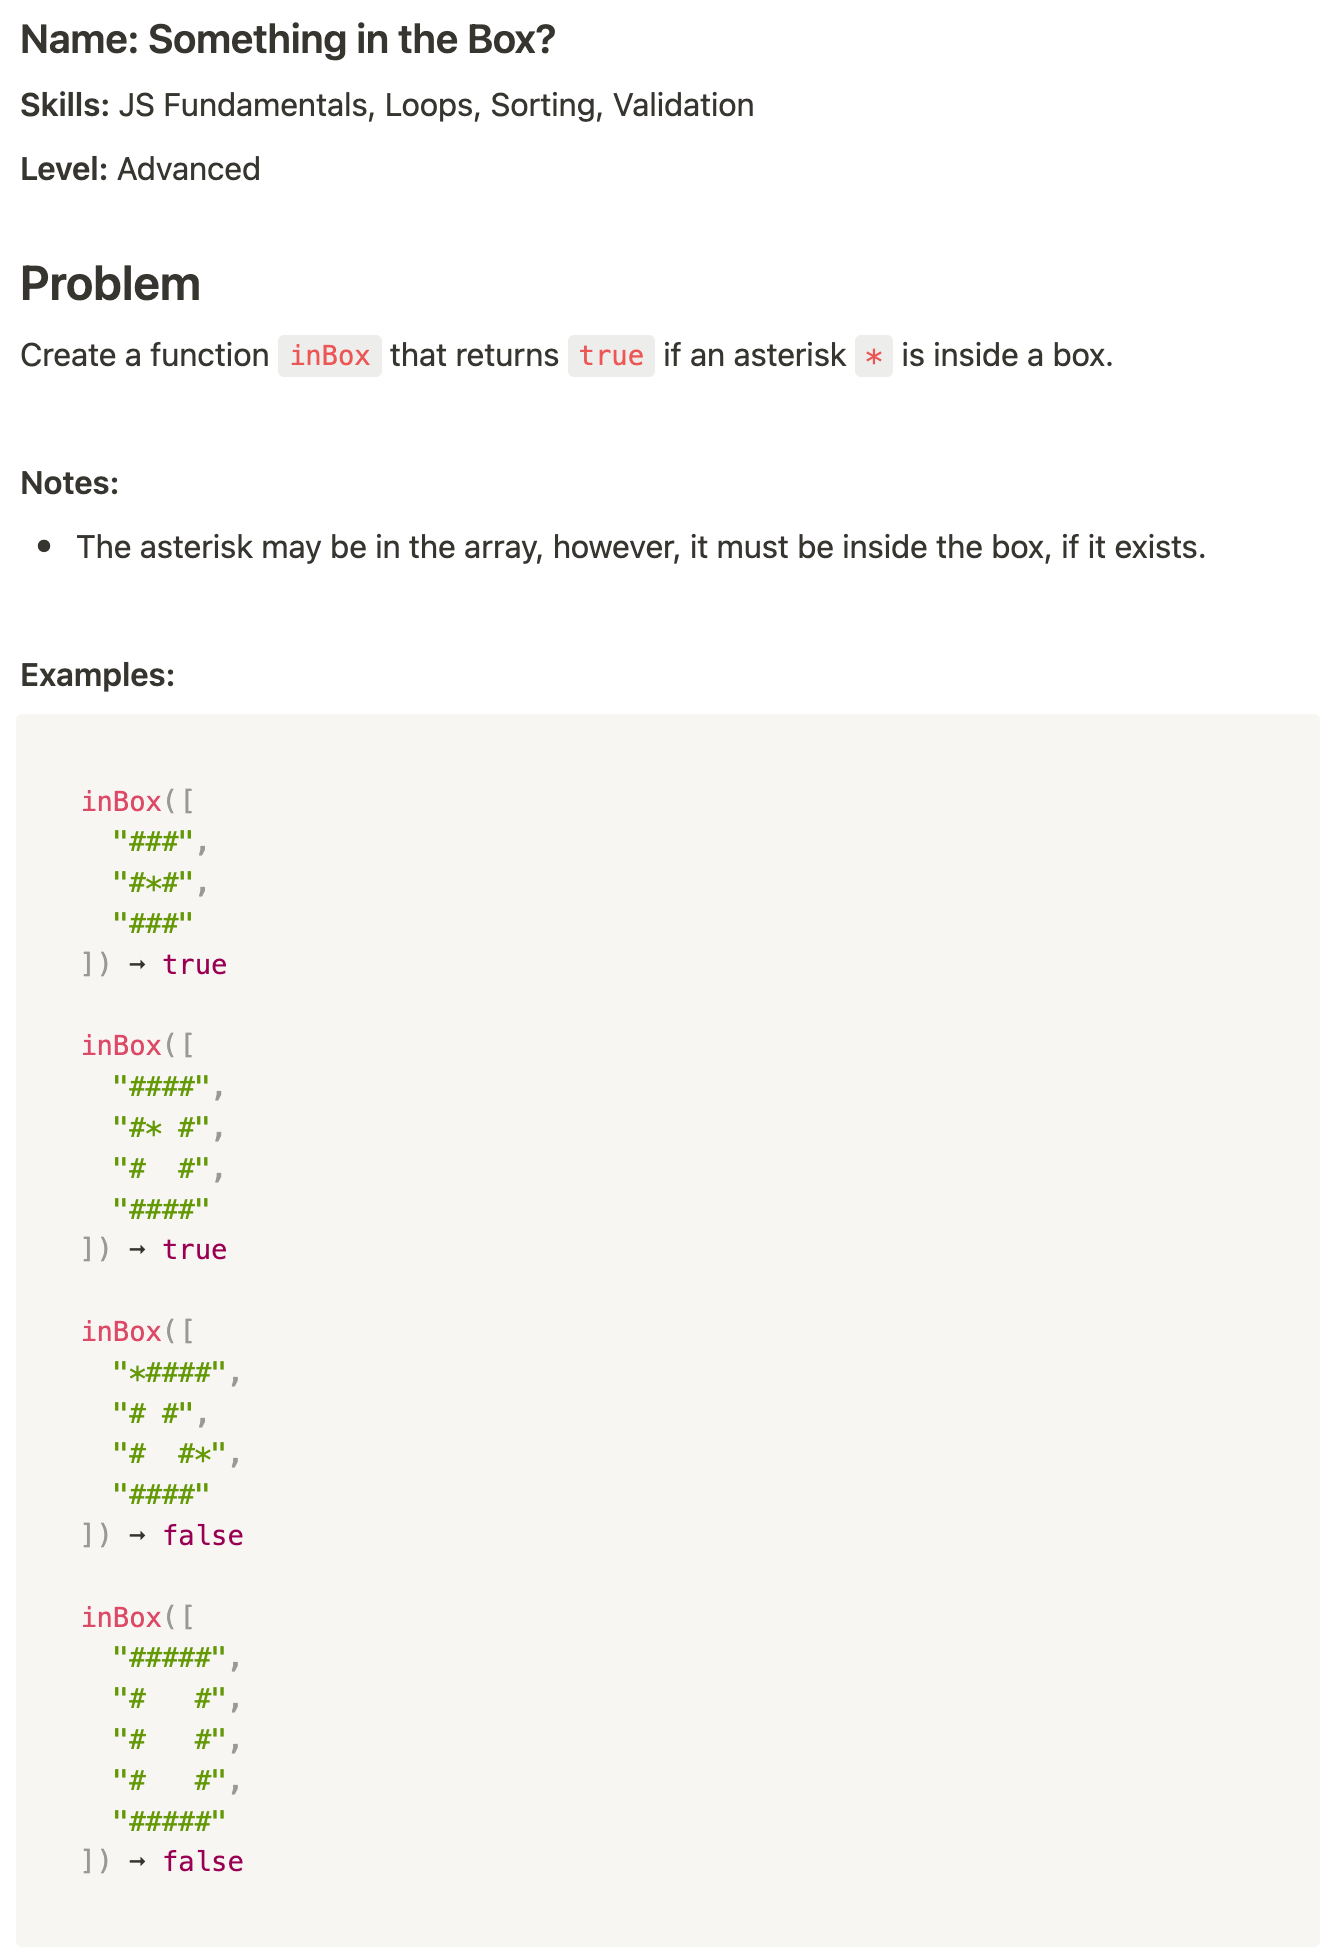 Name: Something in the Box?
Skills: JS Fundamentals, Loops, Sorting, Validation
Level: Advanced
Problem
Create a function inBox that returns true if an asterisk * is inside a box.
Notes:
• The asterisk may be in the array, however, it must be inside the box, if it exists.
Examples:
inBox([
  "###",
  "#*#",
  "###"
]) → true
inBox([
  "####",
  "#* #",
  "#  #",
  "####"
]) → true
inBox([
  "*####",
  "# #",
  "#  #*",
  "####"
]) → false
inBox([
  "#####",
  "#   #",
  "#   #",
  "#   #",
  "#####"
]) → false